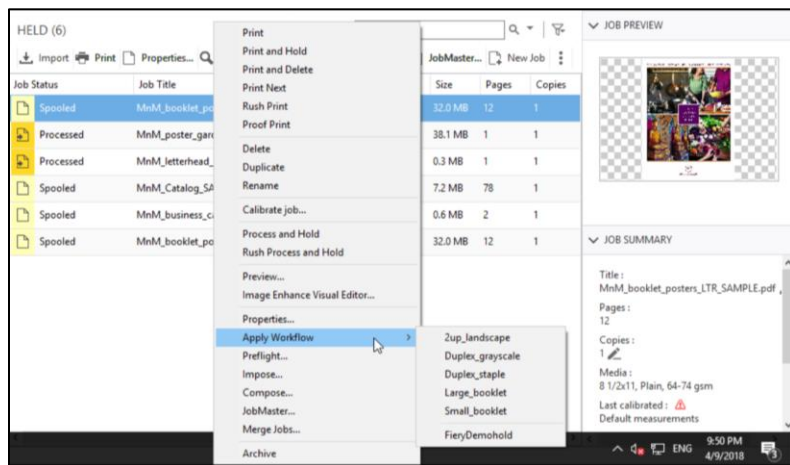 HELD (6)
Import Print Properties... JobMaster... New Job
Job Status Job Title Size Pages Copies
Spooled MnM_booklet_po 32.0 MB 12 1
Processed MnM_poster_gar 38.1 MB 1 1
Processed MnM_letterhead_ 0.3 MB 1 1
Spooled MnM_Catalog_SA 7.2 MB 78 1
Spooled MnM_business_c 0.6 MB 2 1
Spooled MnM_booklet_po 32.0 MB 12 1
Print
Print and Hold
Print and Delete
Print Next
Rush Print
Proof Print
Delete
Duplicate
Rename
Calibrate job...
Process and Hold
Rush Process and Hold
Preview...
Image Enhance Visual Editor...
Properties...
Apply Workflow
Preflight...
Impose...
Compose...
JobMaster...
Merge Jobs...
Archive
2up_landscape
Duplex_grayscale
Duplex_staple
Large_booklet
Small_booklet
FieryDemohold
JOB PREVIEW
JOB SUMMARY
Title :
MnM_booklet_posters_LTR_SAMPLE.pdf
Pages :
12
Copies :
1
Media :
8 1/2x11, Plain, 64-74 gsm
Last calibrated :
Default measurements
ENG
9:50 PM
4/9/2018
3